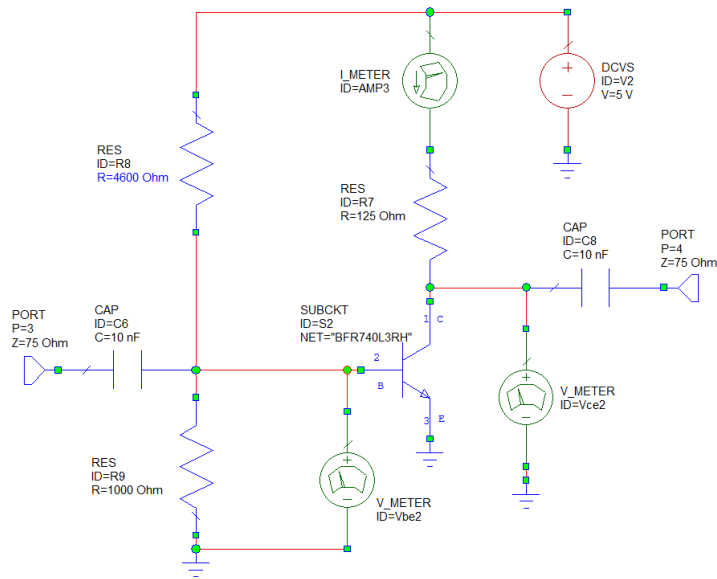 I_METER
ID=AMP3
DCVS
ID=V2
V=5 V
RES
ID=R8
R=4600 Ohm
RES
ID=R7
R=125 Ohm
CAP
ID=C8
C=10 nF
PORT
P=4
Z=75 Ohm
PORT
P=3
Z=75 Ohm
CAP
ID=C6
C=10 nF
SUBCKT
ID=S2
NET="BFR740L3RH"
1 C
2
B
3 E
V_METER
ID=Vce2
RES
ID=R9
R=1000 Ohm
V_METER
ID=Vbe2